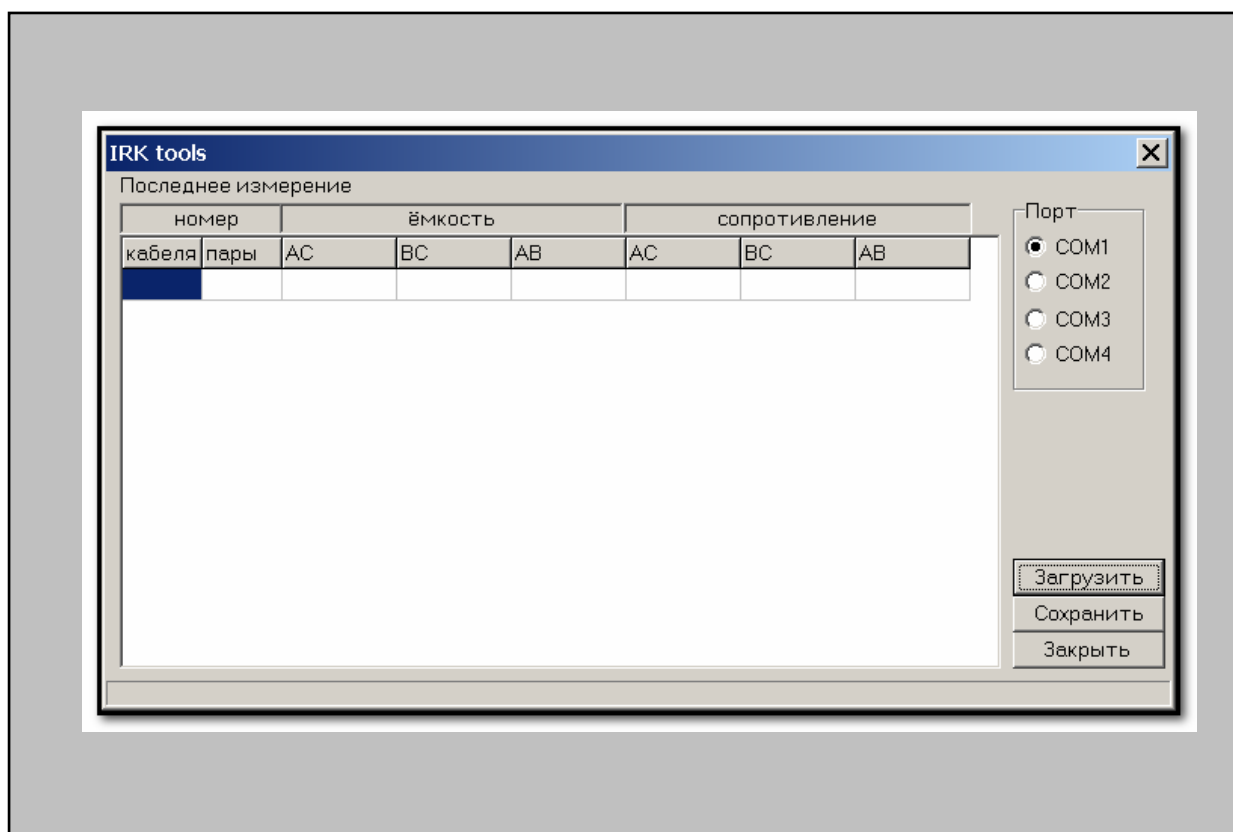 IRK tools
Последнее измерение
номер ёмкость сопротивление
кабеля пары AC BC AB AC BC AB
Порт
COM1
COM2
COM3
COM4
Загрузить
Сохранить
Закрыть